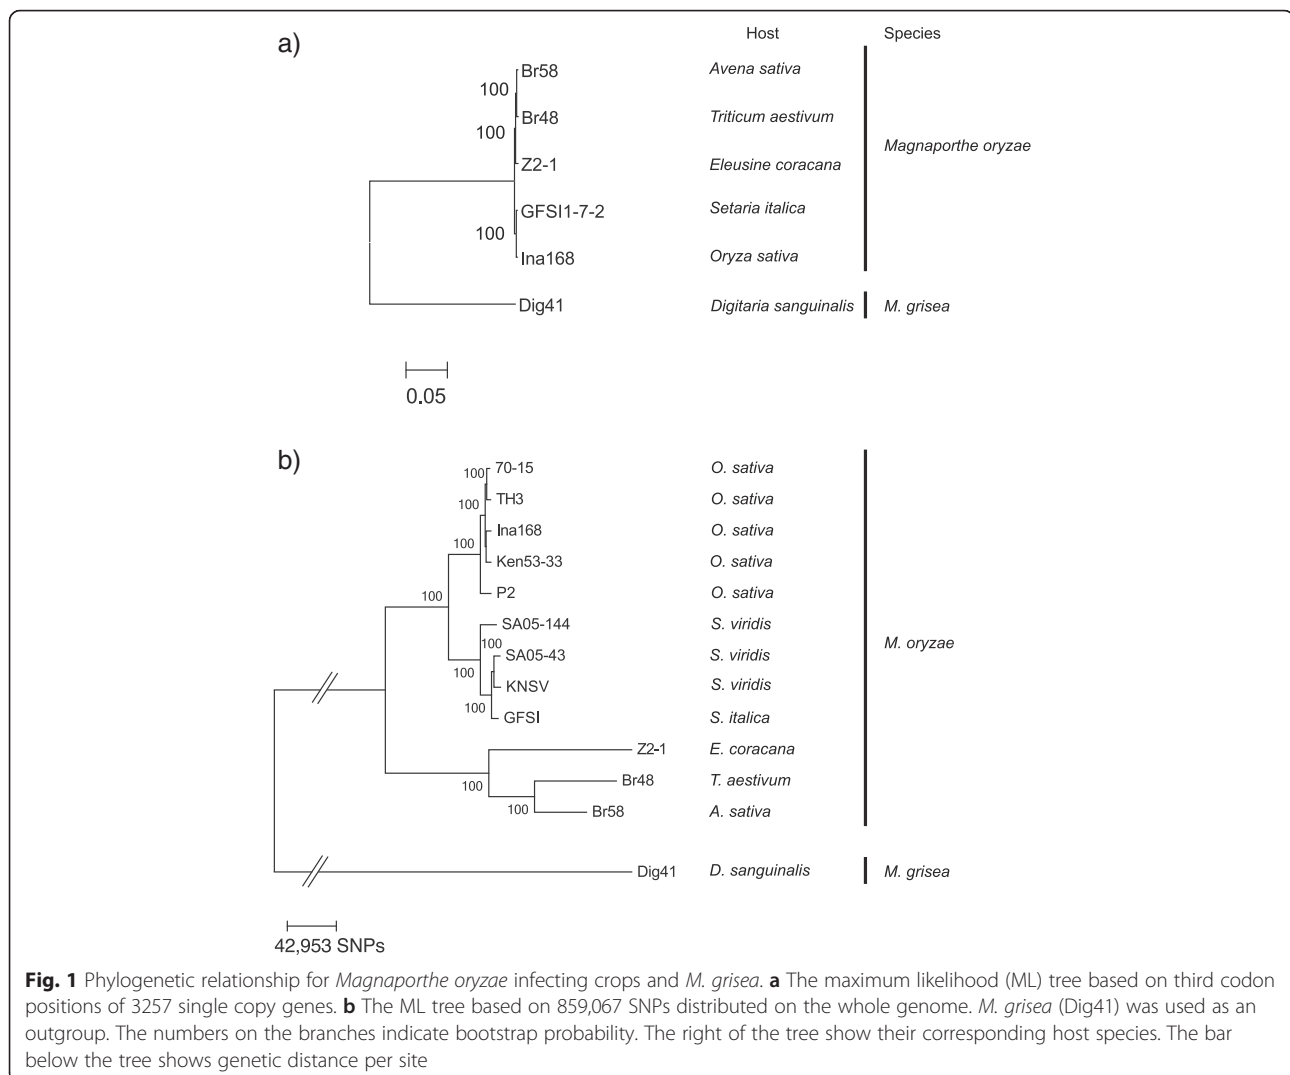 a)
Host Species
Br58 Avena sativa
100
Br48 Triticum aestivum
100
Magnaporthe oryzae
Z2-1 Eleusine coracana
GFSI1-7-2 Setaria italica
100
Ina168 Oryza sativa
Dig41 Digitaria sanguinalis M. grisea
0.05
b)
70-15 O. sativa
100
TH3 O. sativa
100
Ina168 O. sativa
100
Ken53-33 O. sativa
P2 O. sativa
100
SA05-144 S. viridis
100
M. oryzae
SA05-43 S. viridis
100
KNSV S. viridis
100
GFSI S. italica
Z2-1 E. coracana
Br48 T. aestivum
100
Br58 A. sativa
100
Dig41 D. sanguinalis M. grisea
42,953 SNPs
Fig. 1 Phylogenetic relationship for Magnaporthe oryzae infecting crops and M. grisea. a The maximum likelihood (ML) tree based on third codon
positions of 3257 single copy genes. b The ML tree based on 859,067 SNPs distributed on the whole genome. M. grisea (Dig41) was used as an
outgroup. The numbers on the branches indicate bootstrap probability. The right of the tree show their corresponding host species. The bar
below the tree shows genetic distance per site